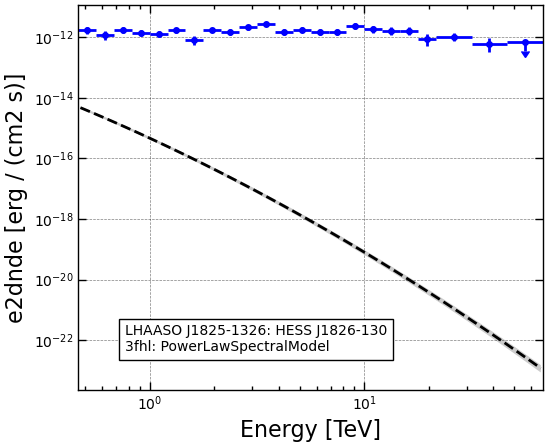 e2dnde [erg / (cm2 s)]
10⁻¹²
10⁻¹⁴
10⁻¹⁶
10⁻¹⁸
10⁻²⁰
10⁻²²
LHAASO J1825-1326: HESS J1826-130
3fhl: PowerLawSpectralModel
10⁰ 10¹
Energy [TeV]